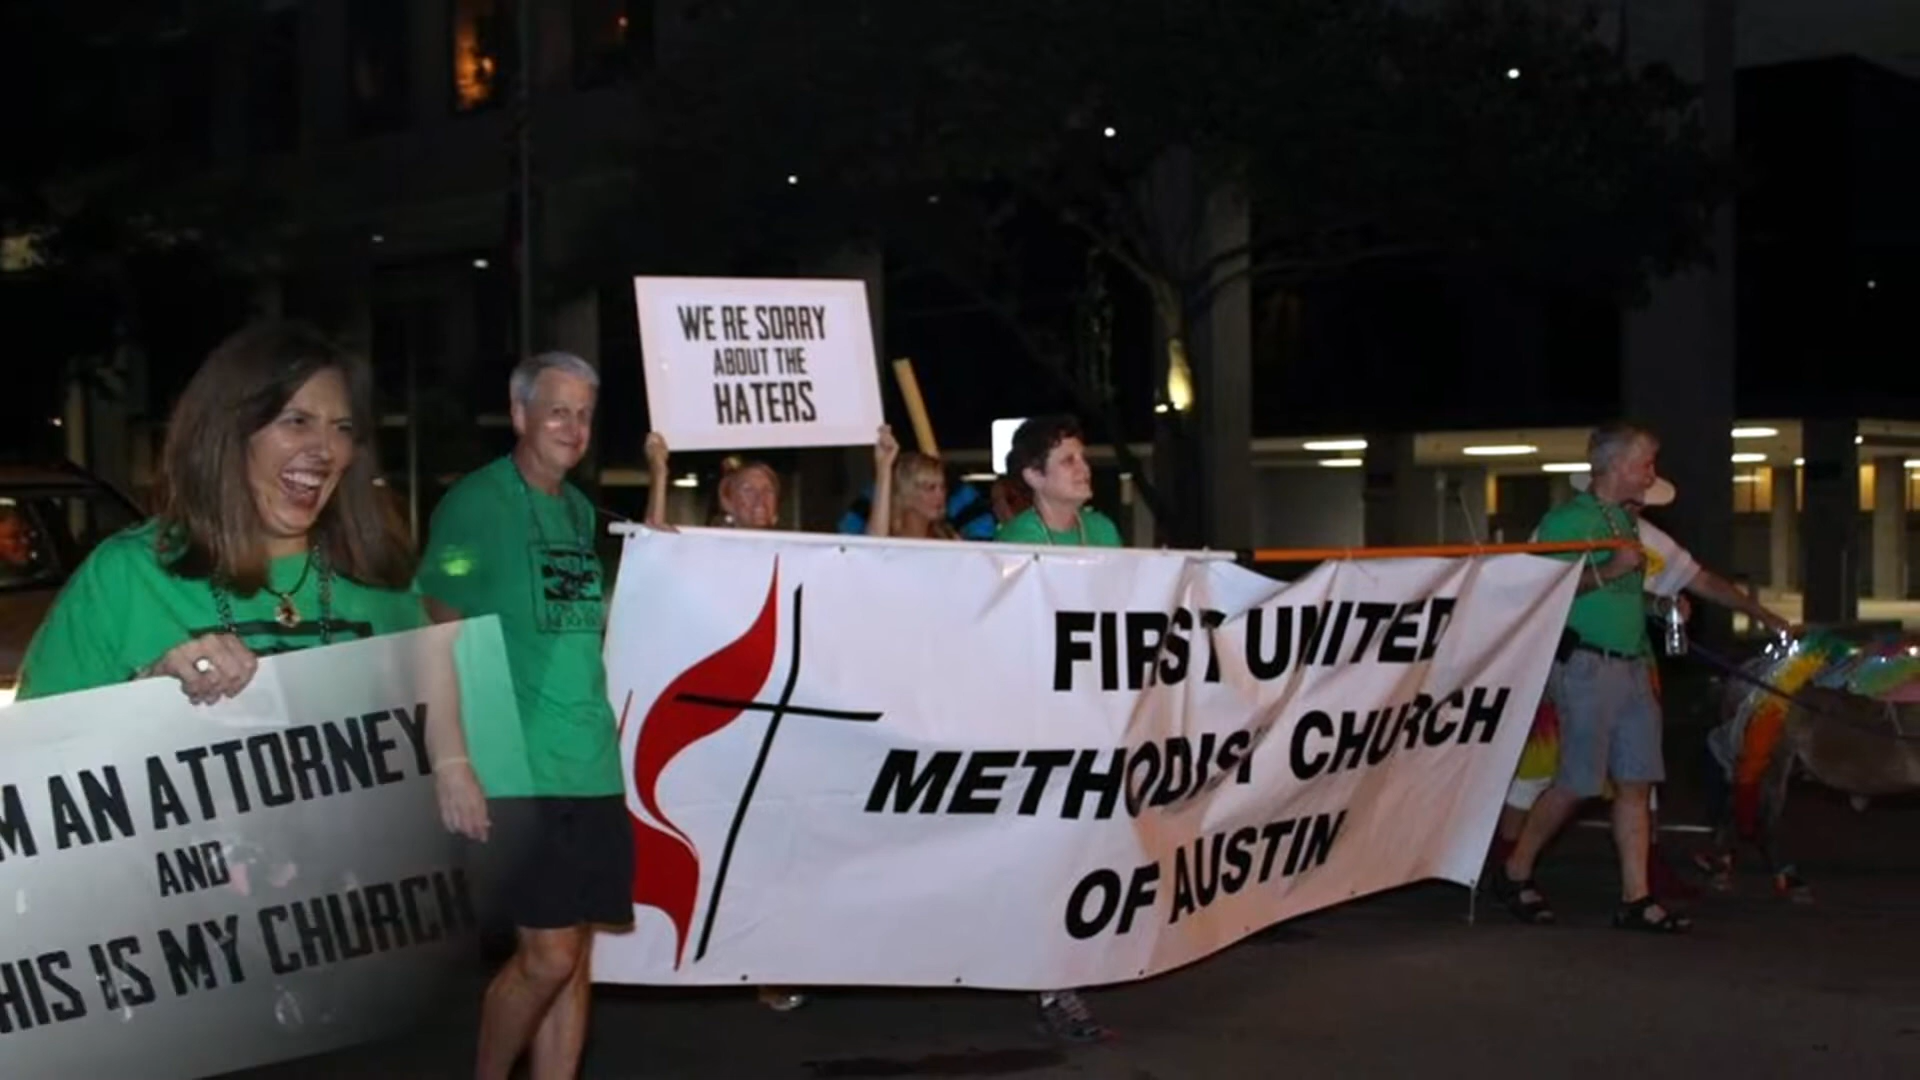 WE RE SORRY
ABOUT THE
HATERS
FIRST UNITED
METHODIST CHURCH
OF AUSTIN
M AN ATTORNEY
AND
HIS IS MY CHURCH